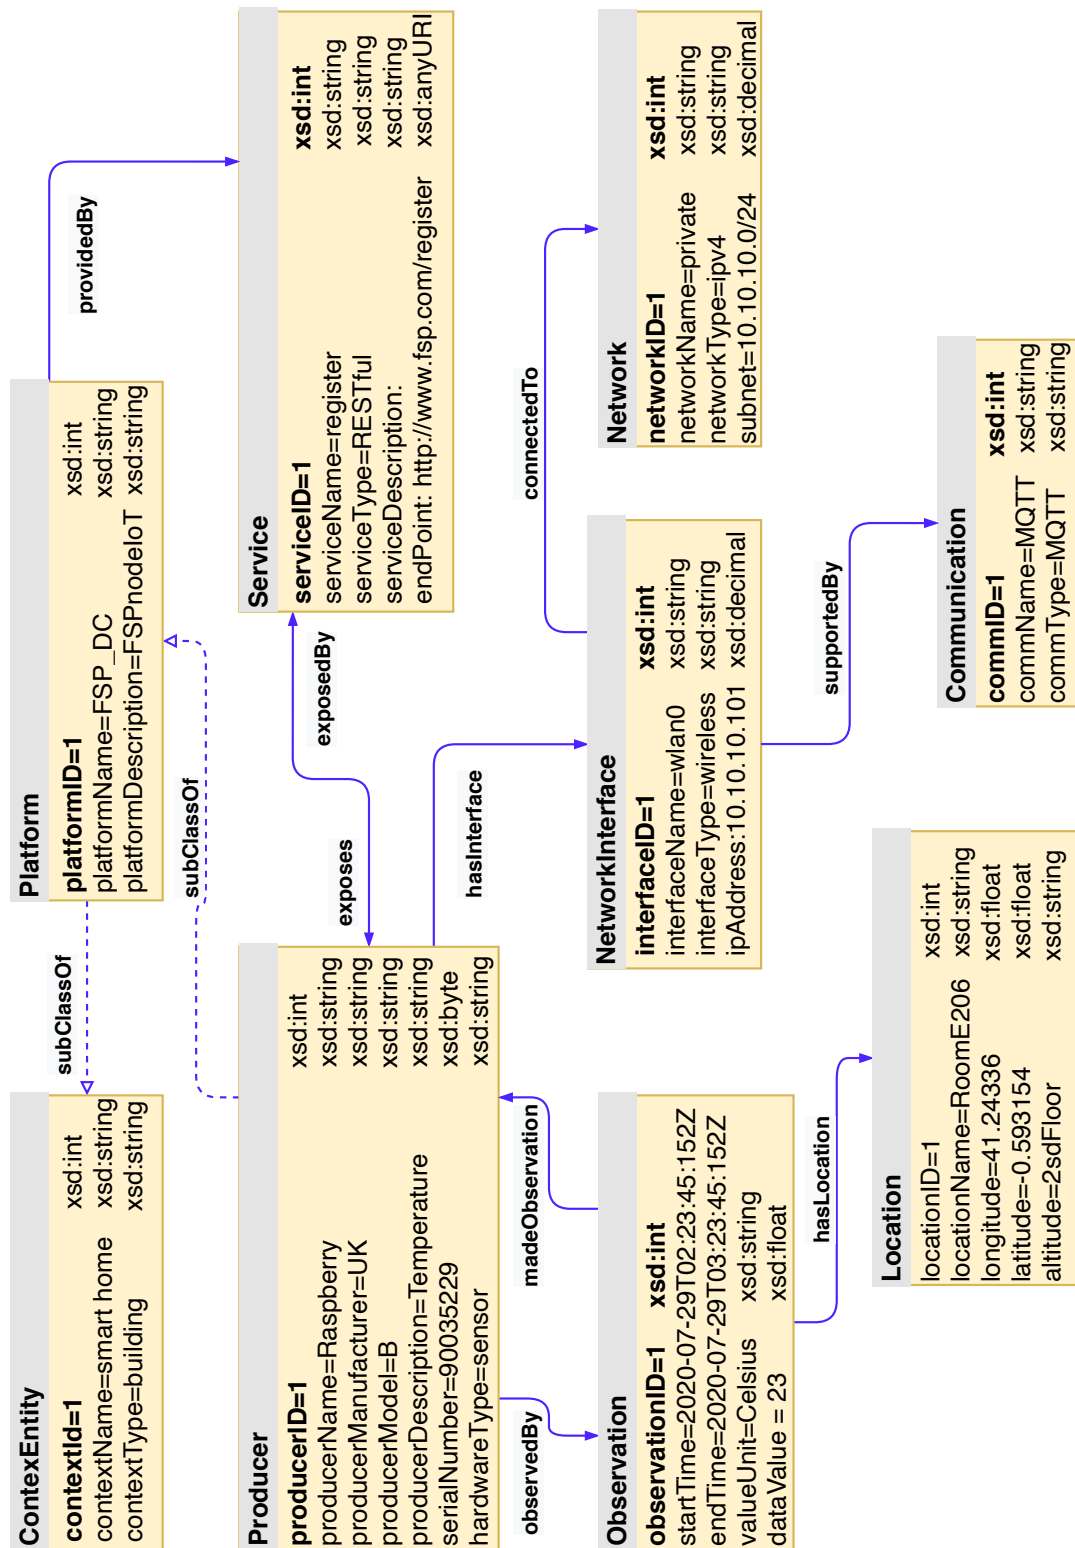 ContexEntity
contextId=1 xsd:int
contextName=smart home xsd:string
contextType=building xsd:string
subClassOf
Platform
platformID=1 xsd:int
platformName=FSP_DC xsd:string
platformDescription=FSPnodeIoT xsd:string
providedBy
subClassOf
Producer
producerID=1 xsd:int
producerName=Raspberry xsd:string
producerManufacturer=UK xsd:string
producerModel=B xsd:string
producerDescription=Temperature xsd:string
serialNumber=90035229 xsd:byte
hardwareType=sensor xsd:string
exposes
exposedBy
Service
serviceID=1 xsd:int
serviceName=register xsd:string
serviceType=RESTful xsd:string
serviceDescription: xsd:string
endPoint: http://www.fsp.com/register xsd:anyURI
hasInterface
observedBy
madeObservation
connectedTo
Observation
observationID=1 xsd:int
startTime=2020-07-29T02:23:45:152Z
endTime=2020-07-29T03:23:45:152Z
valueUnit=Celsius xsd:string
dataValue = 23 xsd:float
NetworkInterface
interfaceID=1 xsd:int
interfaceName=wlan0 xsd:string
interfaceType=wireless xsd:string
ipAddress:10.10.10.101 xsd:decimal
Network
networkID=1 xsd:int
networkName=private xsd:string
networkType=ipv4 xsd:string
subnet=10.10.10.0/24 xsd:decimal
hasLocation
supportedBy
Location
locationID=1 xsd:int
locationName=RoomE206 xsd:string
longitude=41.24336 xsd:float
latitude=-0.593154 xsd:float
altitude=2sdFloor xsd:string
Communication
commID=1 xsd:int
commName=MQTT xsd:string
commType=MQTT xsd:string